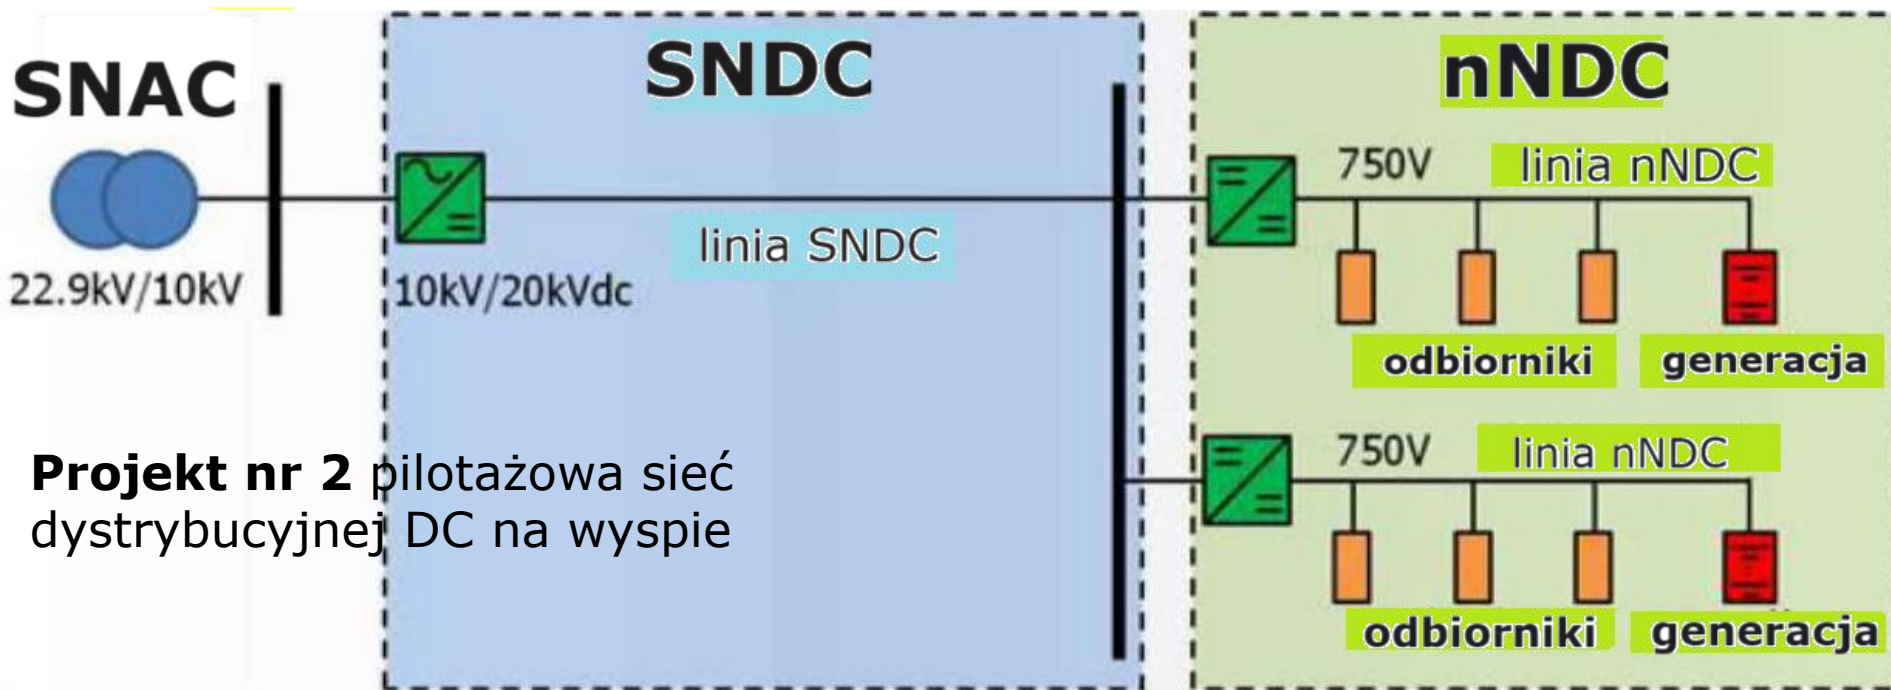 SNAC
SNDC
nNDC
22.9kV/10kV
10kV/20kVdc
linia SNDC
750V
linia nNDC
odbiorniki
generacja
750V
linia nNDC
odbiorniki
generacja
Projekt nr 2 pilotażowa sieć
dystrybucyjnej DC na wyspie